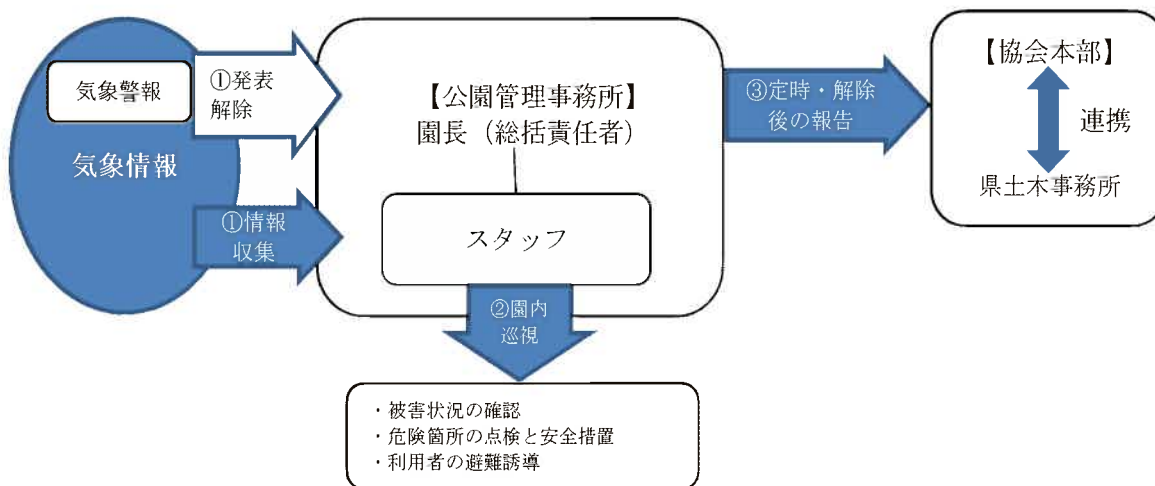 気象警報
気象情報
①発表
解除
①情報
収集
【公園管理事務所】
園長（総括責任者）
スタッフ
②園内
巡視
・被害状況の確認
・危険箇所の点検と安全措置
・利用者の避難誘導
③定時・解除
後の報告
【協会本部】
連携
県土木事務所